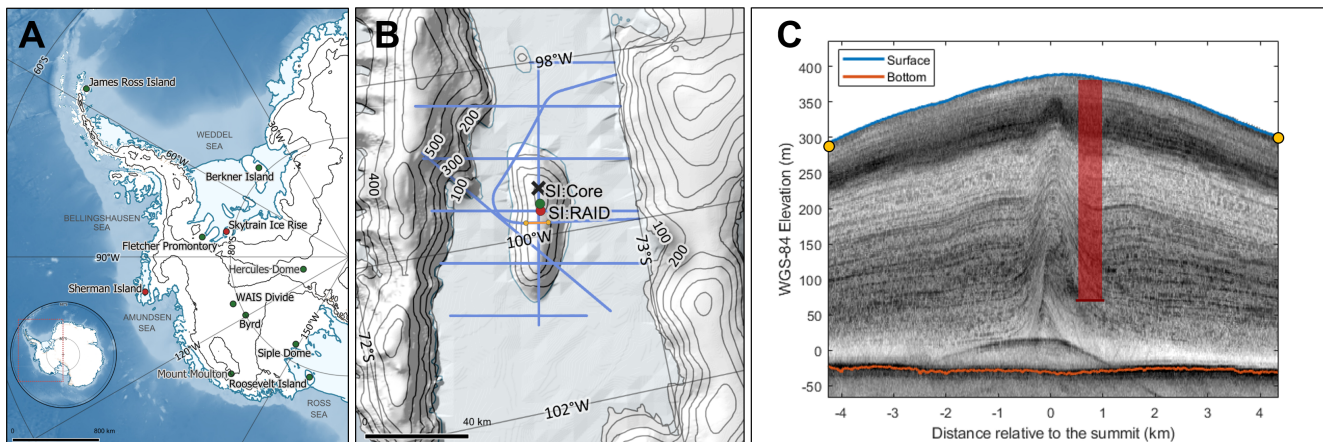 A
60°S
James Ross Island
WEDDEL
SEA
30°W
60°W
Berkner Island
BELLINGSHAUSEN
SEA
Skytrain Ice Rise
Fletcher Promontory
80°S
90°W
Hercules Dome
Sherman Island
WAIS Divide
AMUNDSEN
SEA
Byrd
150°W
120°W
Siple Dome
Mount Moulton
Roosevelt Island
ROSS
SEA
0
800 km
B
98°W
200
500
300
400
100
SI:Core
SI:RAID
100°W
100
73°S
200
72°S
102°W
0
40 km
C
Surface
Bottom
400
350
300
250
200
150
100
50
0
-50
WGS-84 Elevation (m)
-4 -3 -2 -1 0 1 2 3 4
Distance relative to the summit (km)